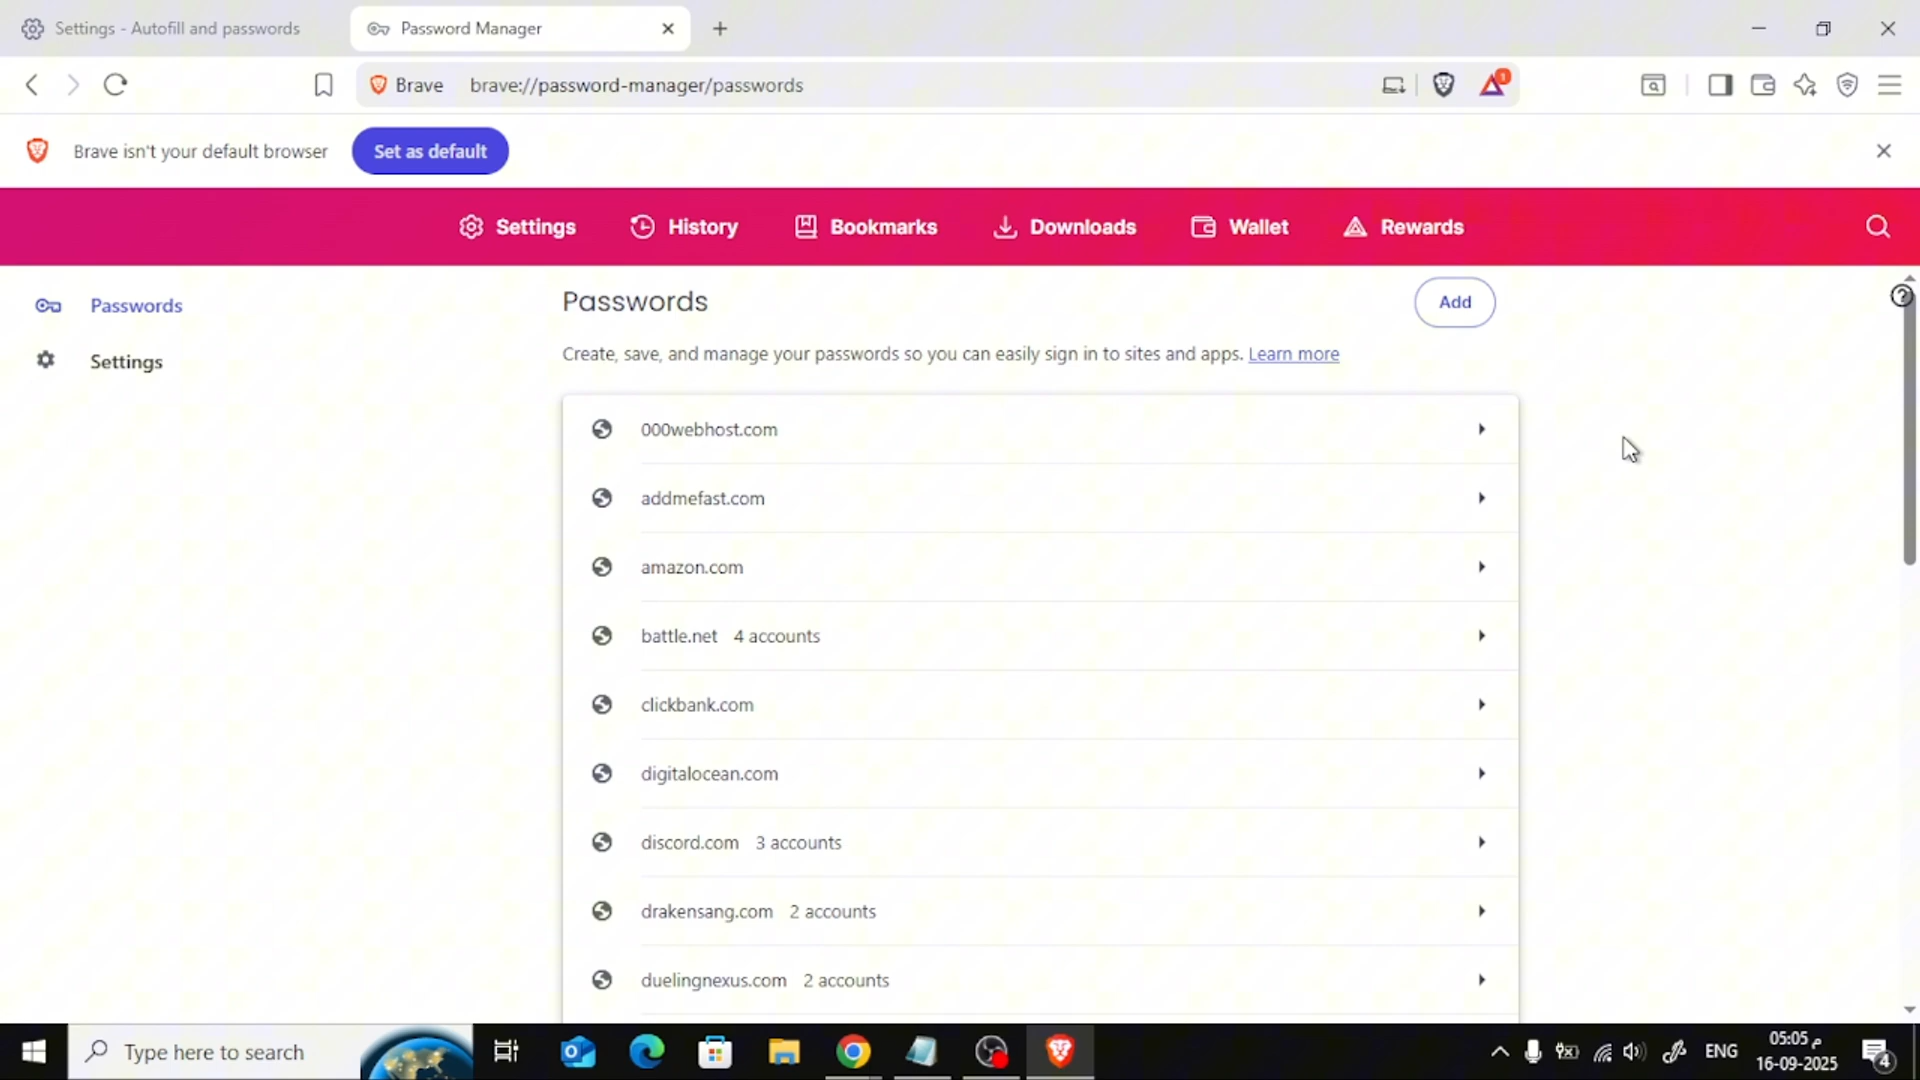 Settings - Autofill and passwords
Password Manager
Brave
brave://password-manager/passwords
1
Brave isn't your default browser
Set as default
Settings
History
Bookmarks
Downloads
Wallet
Rewards
Passwords
Settings
Passwords
Add
Create, save, and manage your passwords so you can easily sign in to sites and apps. Learn more
000webhost.com
addmefast.com
amazon.com
battle.net 4 accounts
clickbank.com
digitalocean.com
discord.com 3 accounts
drakensang.com 2 accounts
duelingnexus.com 2 accounts
Type here to search
ENG
05:05 م
16-09-2025
4